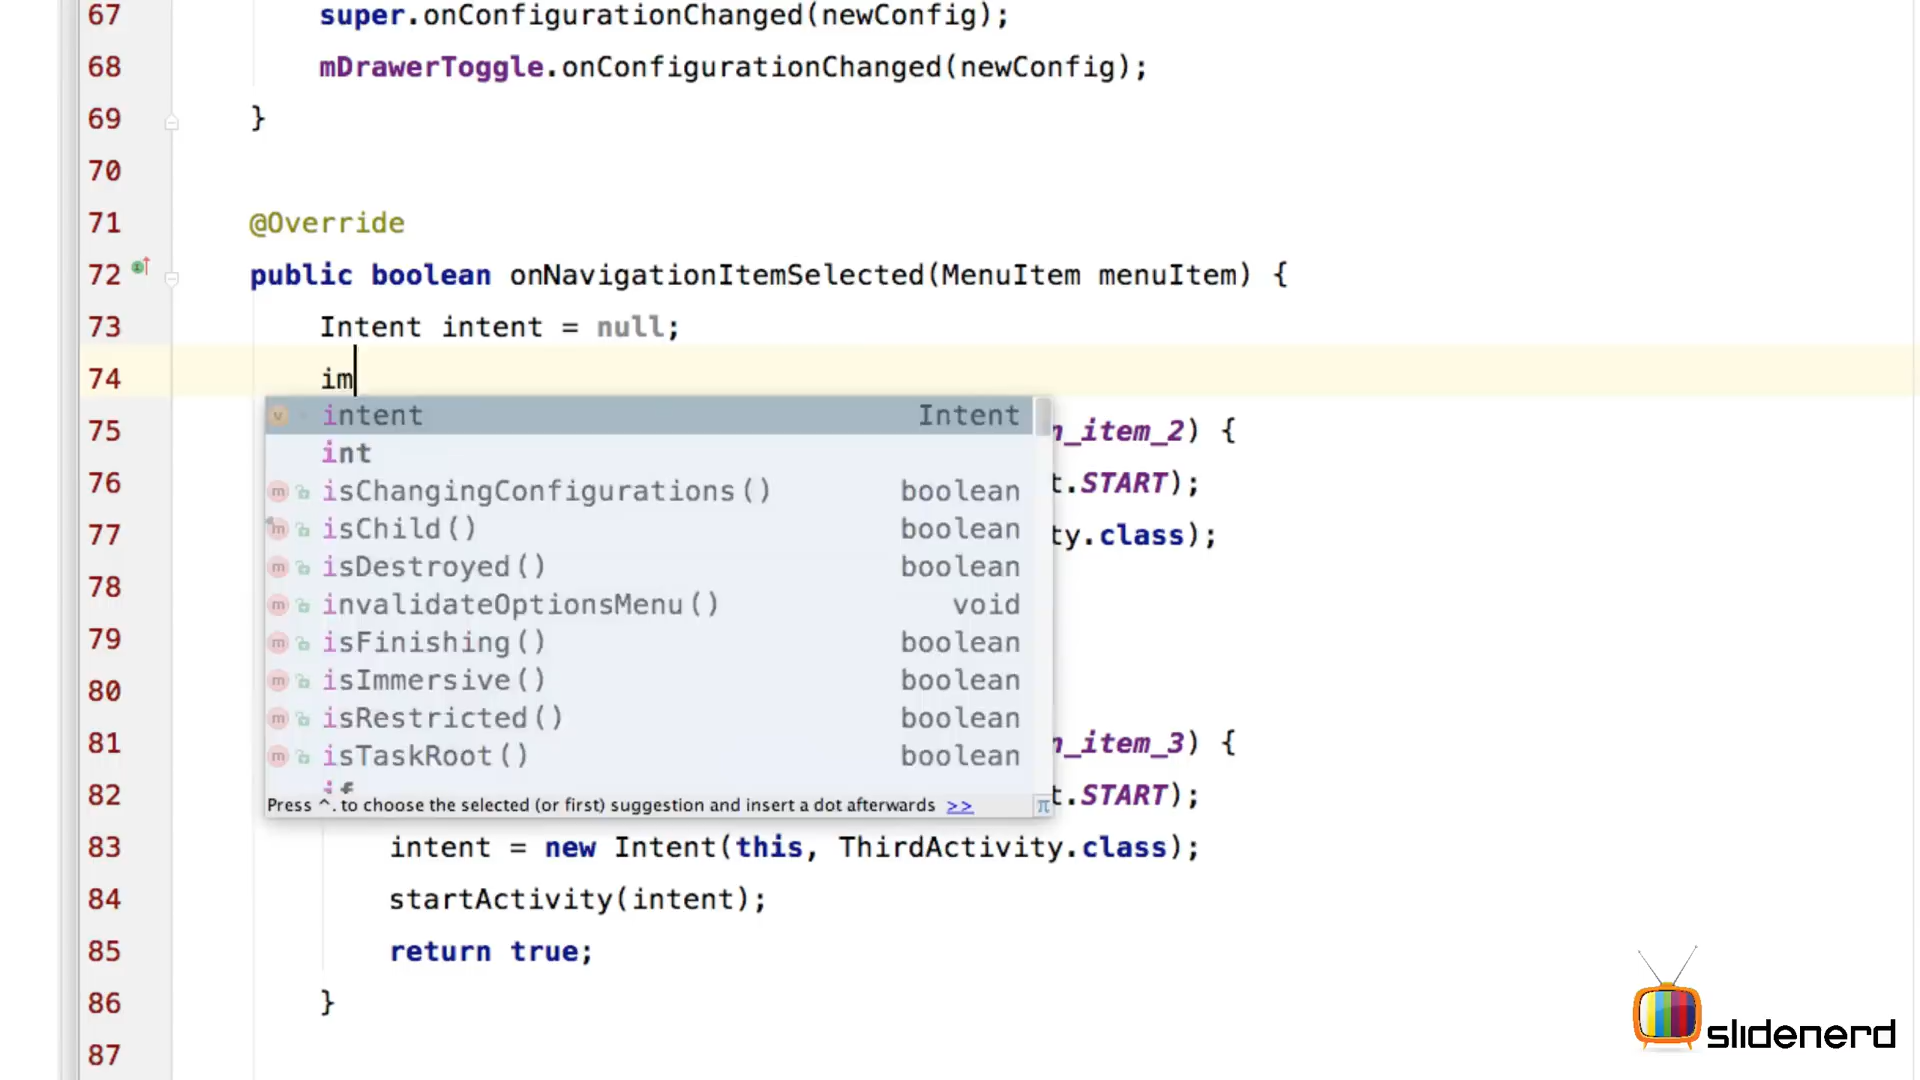 67 super.onConfigurationChanged(newConfig);
68 mDrawerToggle.onConfigurationChanged(newConfig);
69 }
70
71 @Override
72 public boolean onNavigationItemSelected(MenuItem menuItem) {
73 Intent intent = null;
74 im
intent Intent
75 n_item_2) {
int
76 t.START);
isChangingConfigurations() boolean
77 ty.class);
isChild() boolean
78
isDestroyed() boolean
invalidateOptionsMenu() void
79
isFinishing() boolean
80
isImmersive() boolean
isRestricted() boolean
81 n_item_3) {
isTaskRoot() boolean
82 t.START);
if
Press ^. to choose the selected (or first) suggestion and insert a dot afterwards >> π
83 intent = new Intent(this, ThirdActivity.class);
84 startActivity(intent);
85 return true;
86 }
87
slidenerd